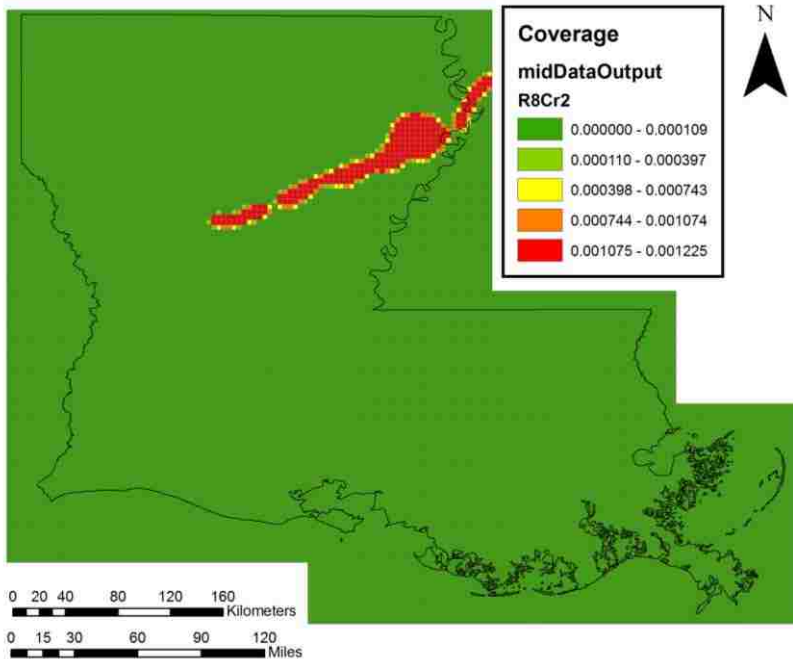 N
Coverage
midDataOutput
R8Cr2
0.000000 - 0.000109
0.000110 - 0.000397
0.000398 - 0.000743
0.000744 - 0.001074
0.001075 - 0.001225
0 20 40 80 120 160
Kilometers
0 15 30 60 90 120
Miles